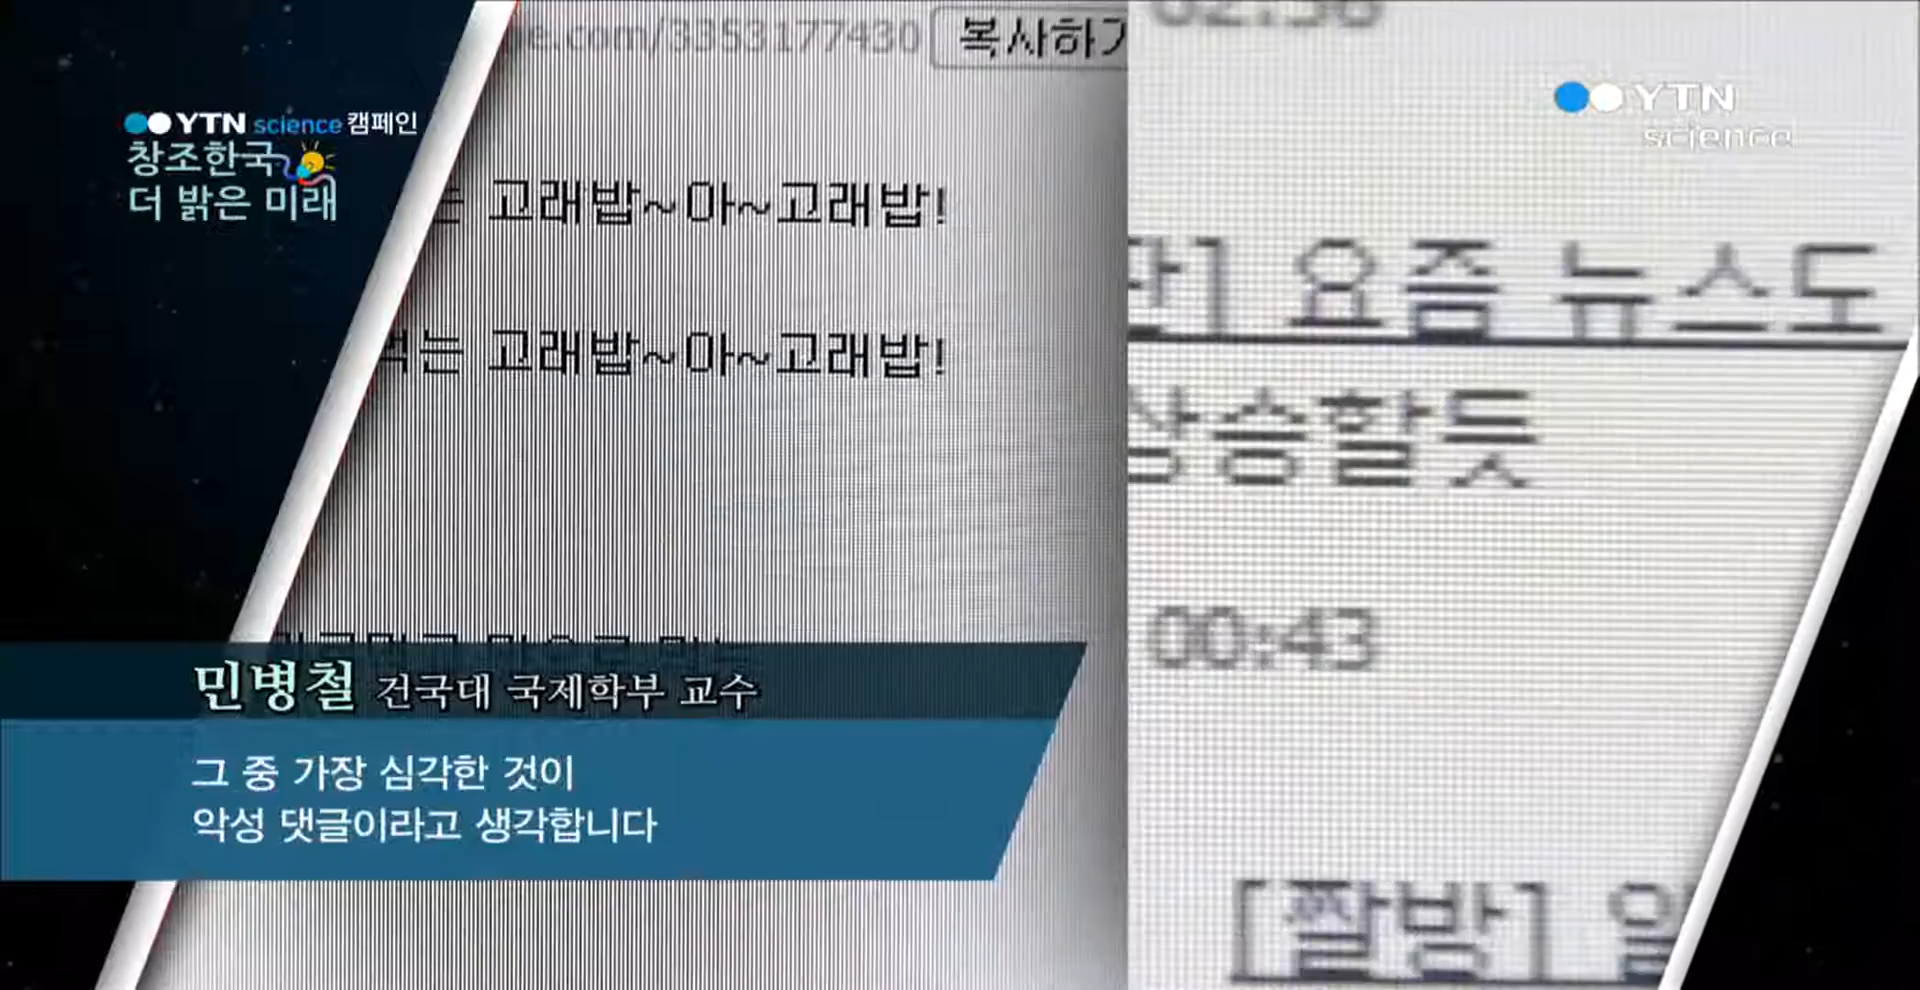 YTN science 캠페인
창조한국
더 밝은 미래
YTN
science
e.com/3353177430 복사하기
는 고래밥~아~고래밥!
먹는 고래밥~아~고래밥!
요즘 뉴스도
상승할듯
00:43
[짤방]
민병철 건국대 국제학부 교수
그 중 가장 심각한 것이
악성 댓글이라고 생각합니다